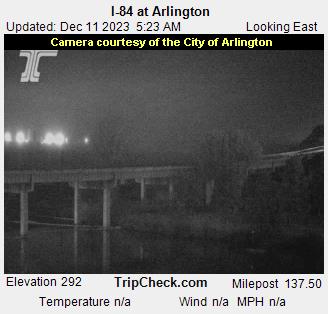 I-84 at Arlington
Updated: Dec 11 2023 5:23 AM Looking East
Camera courtesy of the City of Arlington
Elevation 292 TripCheck.com Milepost 137.50
Temperature n/a Wind n/a MPH n/a